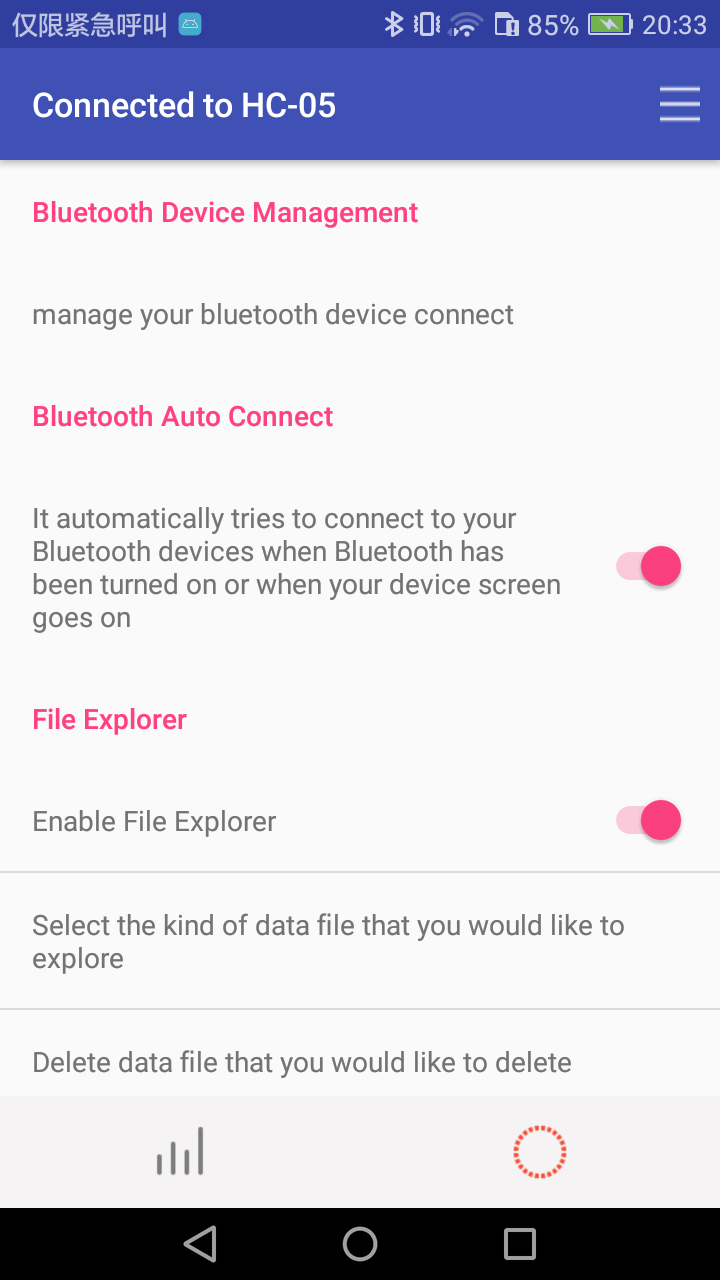 仅限紧急呼叫 85% 20:33
Connected to HC-05
Bluetooth Device Management
manage your bluetooth device connect
Bluetooth Auto Connect
It automatically tries to connect to your
Bluetooth devices when Bluetooth has
been turned on or when your device screen
goes on
File Explorer
Enable File Explorer
Select the kind of data file that you would like to
explore
Delete data file that you would like to delete